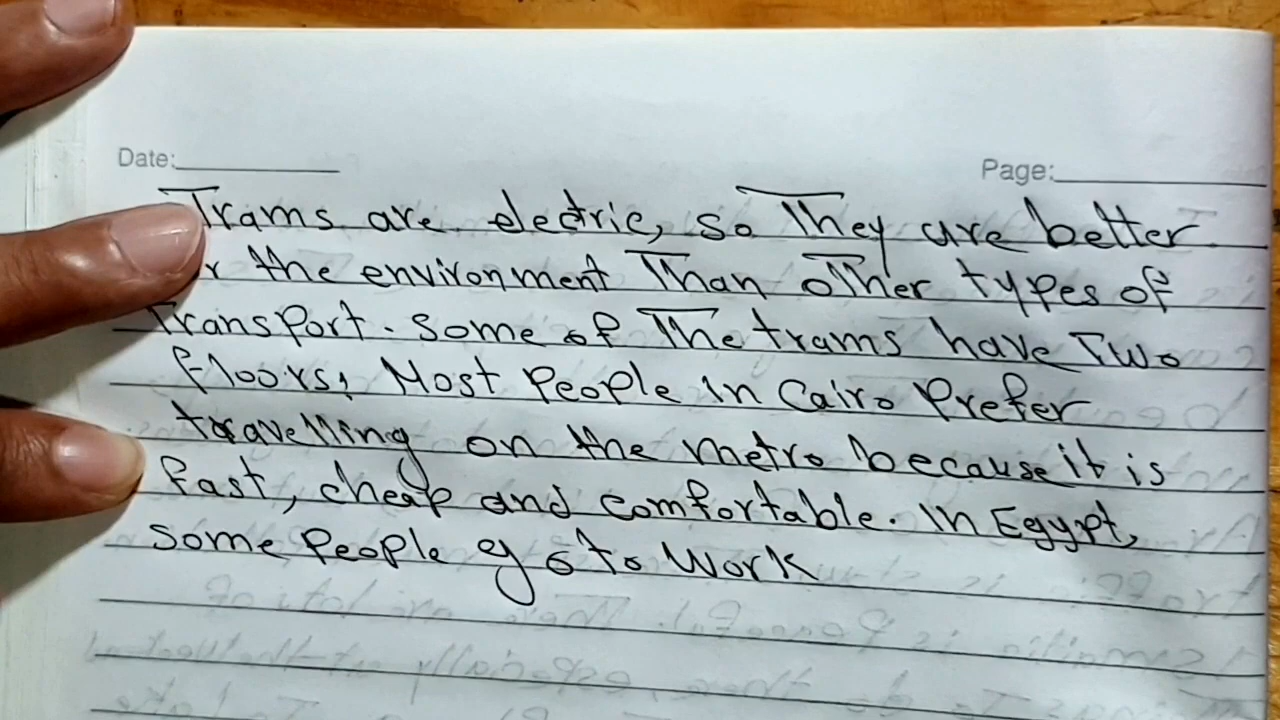 Date:
Page:
Trams are electric, so They are better
r the environment Than other types of
Transport. some of The trams have Two
floors, Most People in Cairo Prefer
travelling on the metro because it is
fast, cheap and comfortable. In Egypt,
some People go to work